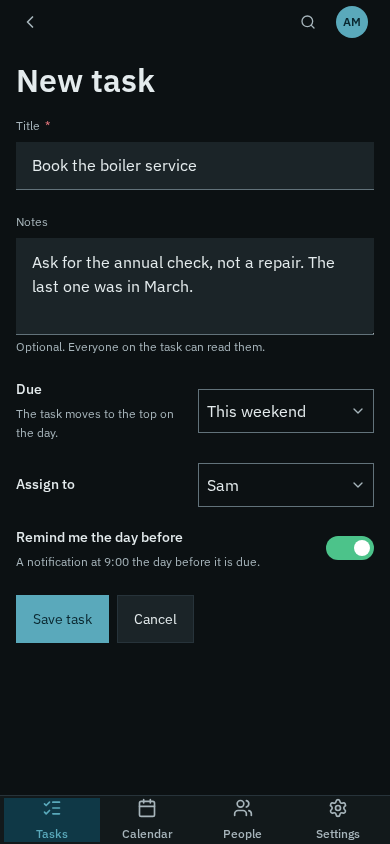 AM
New task
Title *
Book the boiler service
Notes
Ask for the annual check, not a repair. The
last one was in March.
Optional. Everyone on the task can read them.
Due
The task moves to the top on
the day.
This weekend
Assign to
Sam
Remind me the day before
A notification at 9:00 the day before it is due.
Save task
Cancel
Tasks
Calendar
People
Settings